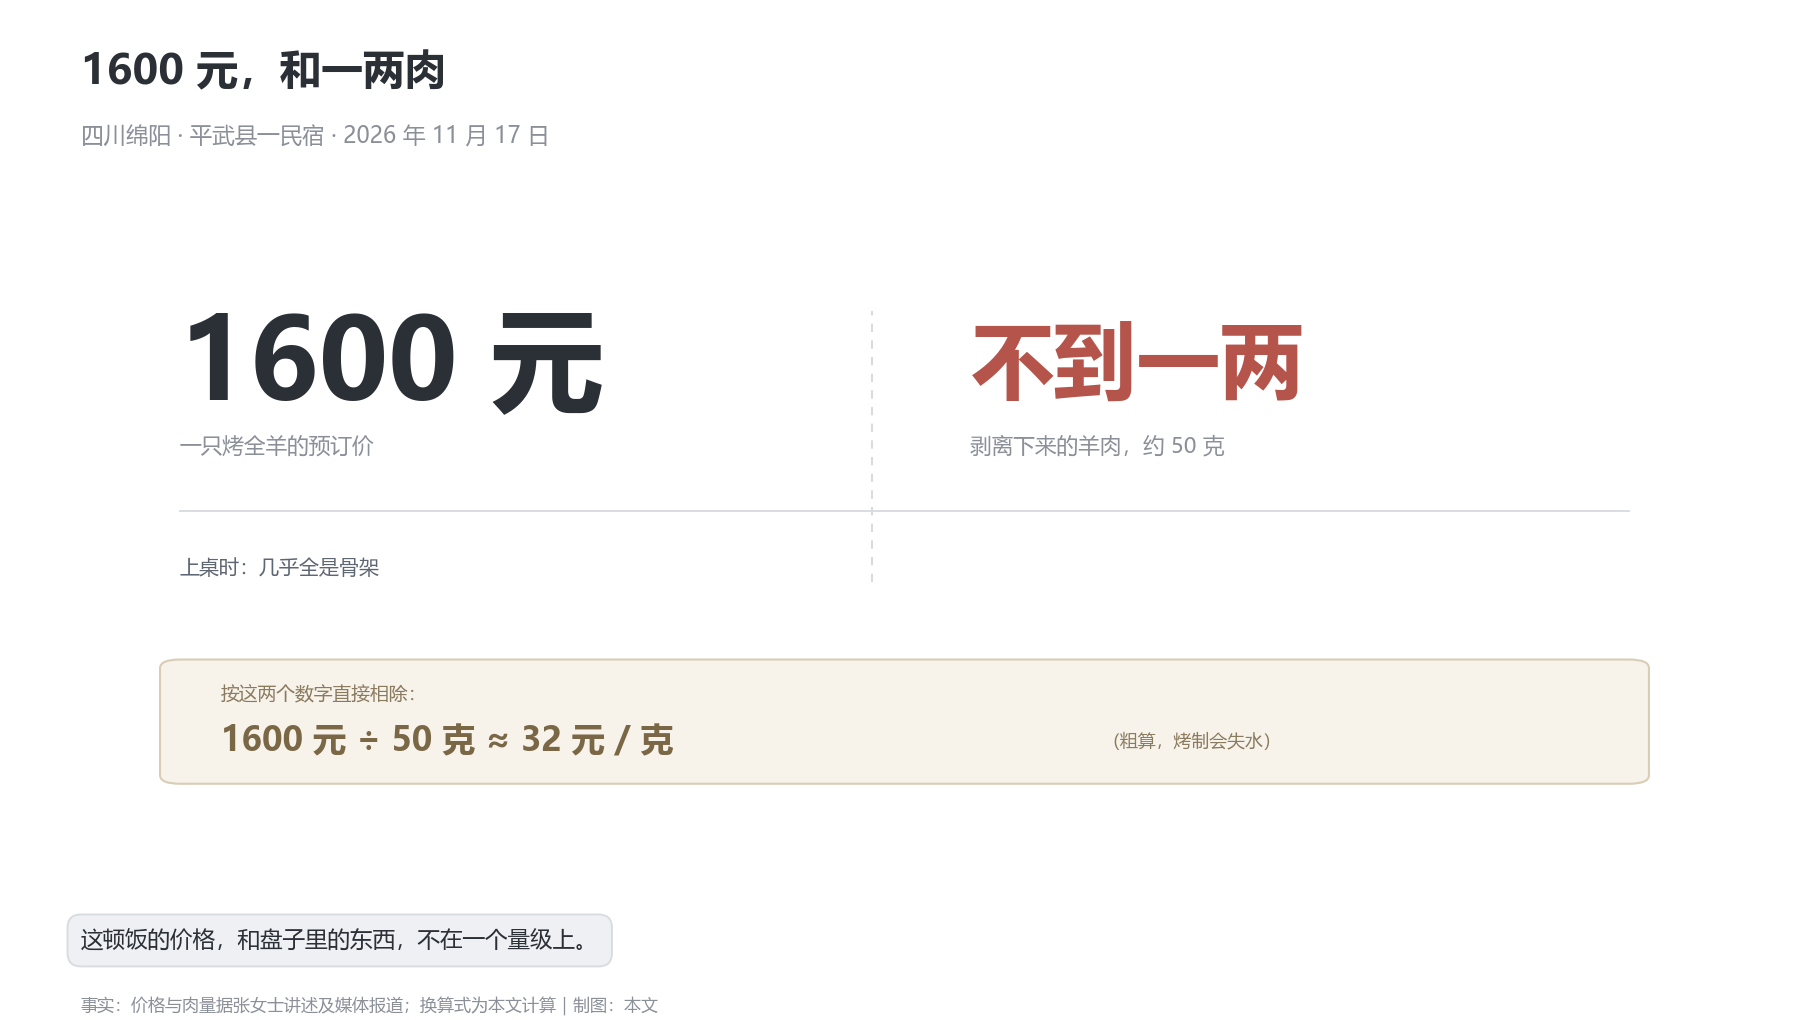 1600 元，和一两肉
四川绵阳 · 平武县一民宿 · 2026 年 11 月 17 日
1600 元
一只烤全羊的预订价
不到一两
剥离下来的羊肉，约 50 克
上桌时：几乎全是骨架
按这两个数字直接相除：
1600 元 ÷ 50 克 ≈ 32 元 / 克
（粗算，烤制会失水）
这顿饭的价格，和盘子里的东西，不在一个量级上。
事实：价格与肉量据张女士讲述及媒体报道；换算式为本文计算 | 制图：本文